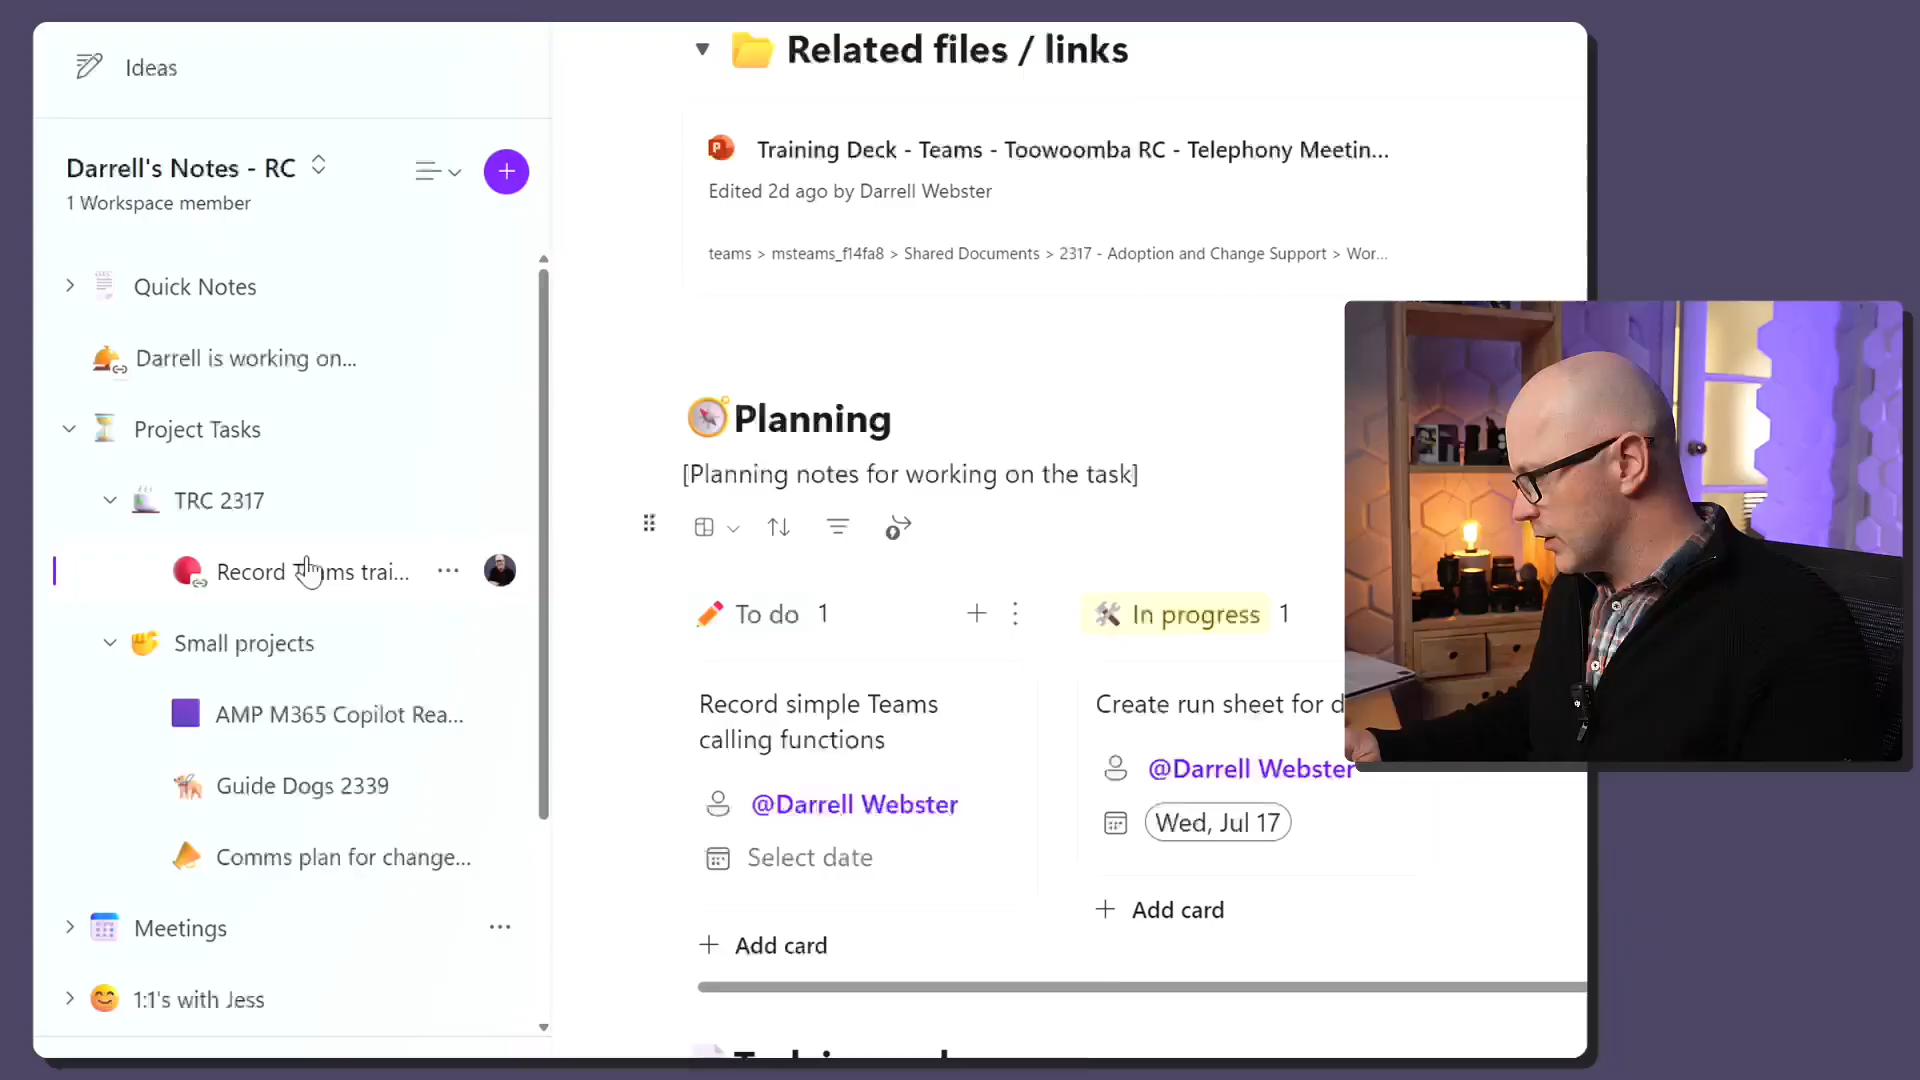 Ideas
Darrell's Notes - RC
1 Workspace member
Quick Notes
Darrell is working on...
Project Tasks
TRC 2317
Record Teams trai...
Small projects
AMP M365 Copilot Rea...
Guide Dogs 2339
Comms plan for change...
Meetings
1:1's with Jess
Related files / links
Training Deck - Teams - Toowoomba RC - Telephony Meetin...
Edited 2d ago by Darrell Webster
teams > msteams_f14fa8 > Shared Documents > 2317 - Adoption and Change Support > Wor...
Planning
[Planning notes for working on the task]
To do 1
Record simple Teams
calling functions
@Darrell Webster
Select date
+ Add card
In progress 1
Create run sheet for d
@Darrell Webster
Wed, Jul 17
+ Add card